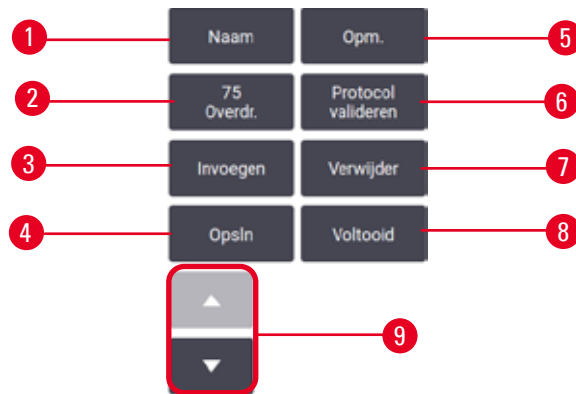 1 Naam Opm. 5
2 75 Overdr. Protocol valideren 6
3 Invoegen Verwijder 7
4 Opsln Voltooid 8
9